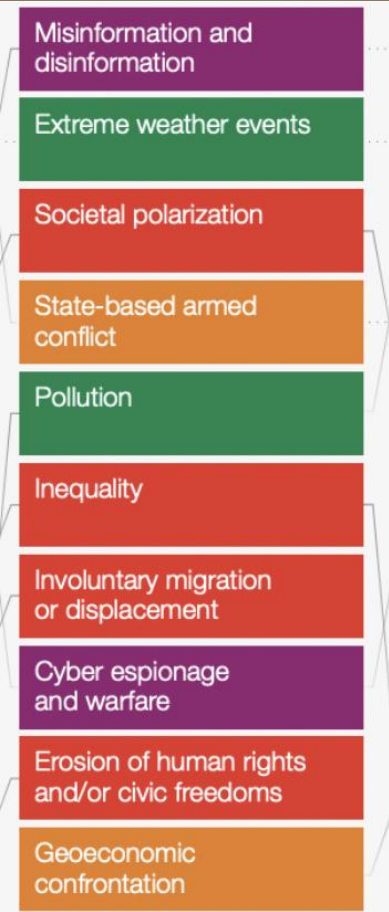 Misinformation and
disinformation
Extreme weather events
Societal polarization
State-based armed
conflict
Pollution
Inequality
Involuntary migration
or displacement
Cyber espionage
and warfare
Erosion of human rights
and/or civic freedoms
Geoeconomic
confrontation